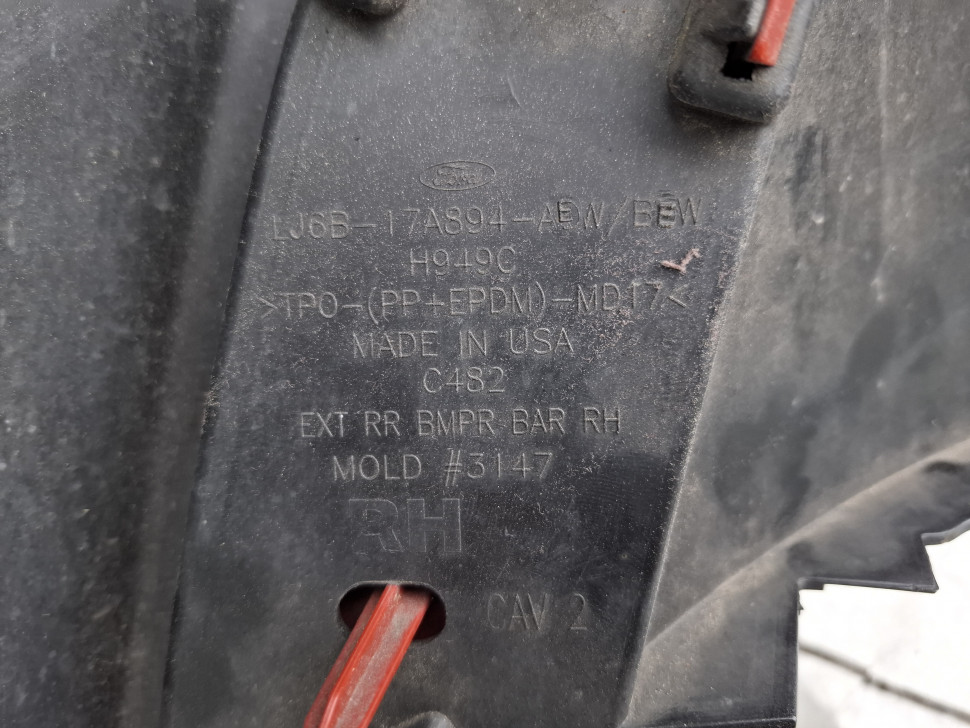 Ford
LJ6B-17A894-AEW/BEW
H949C
>TPO-(PP+EPDM)-MD17<
MADE IN USA
C482
EXT RR BMPR BAR RH
MOLD #3147
RH
CAV 2